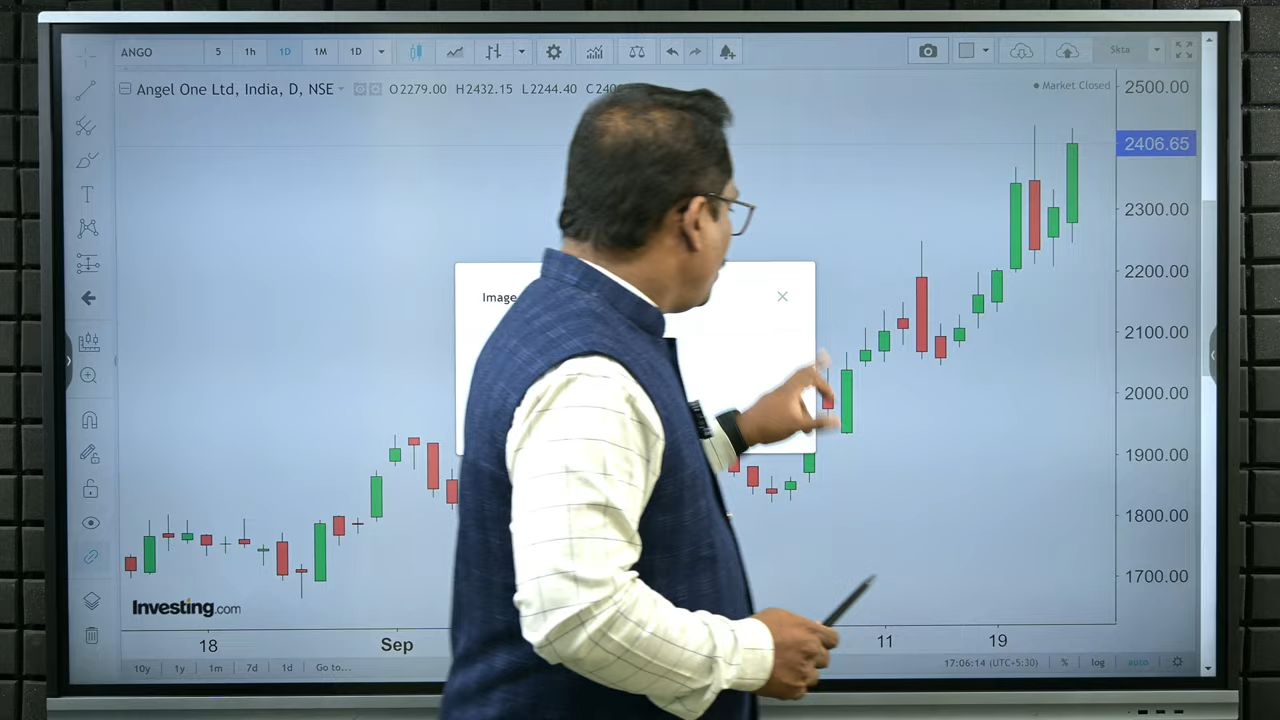 ANGO 5 1h 1D 1M 1D Skta
Angel One Ltd, India, D, NSE O2279.00 H2432.15 L2244.40
Market Closed
2500.00
2406.65
2300.00
2200.00
2100.00
2000.00
1900.00
1800.00
1700.00
T
Image
Investing.com
18 Sep 11 19
10y 1y 1m 7d 1d Go to...
17:06:14 (UTC+5:30) % log auto